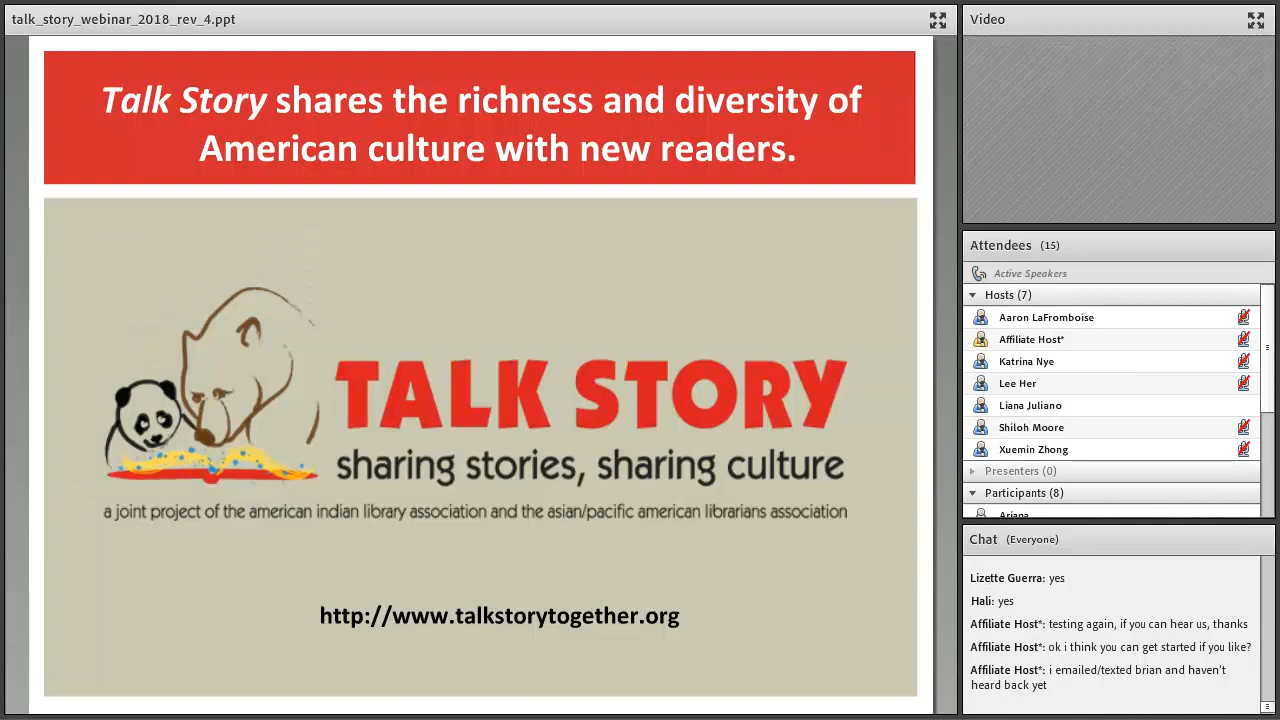 talk_story_webinar_2018_rev_4.ppt
Talk Story shares the richness and diversity of
American culture with new readers.
TALK STORY
sharing stories, sharing culture
a joint project of the american indian library association and the asian/pacific american librarians association
http://www.talkstorytogether.org
Video
Attendees (15)
Active Speakers
Hosts (7)
Aaron LaFromboise
Affiliate Host*
Katrina Nye
Lee Her
Liana Juliano
Shiloh Moore
Xuemin Zhong
Presenters (0)
Participants (8)
Ariana
Chat (Everyone)
Lizette Guerra: yes
Hali: yes
Affiliate Host*: testing again, if you can hear us, thanks
Affiliate Host*: ok i think you can get started if you like?
Affiliate Host*: i emailed/texted brian and haven't
heard back yet